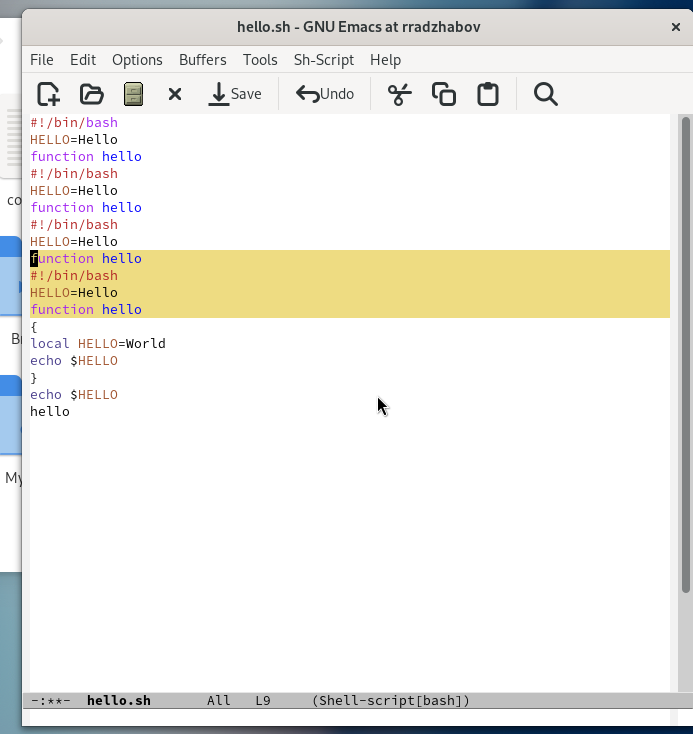 hello.sh - GNU Emacs at rradzhabov
File Edit Options Buffers Tools Sh-Script Help
Save Undo
#!/bin/bash
HELLO=Hello
function hello
#!/bin/bash
HELLO=Hello
function hello
#!/bin/bash
HELLO=Hello
function hello
#!/bin/bash
HELLO=Hello
function hello
{
local HELLO=World
echo $HELLO
}
echo $HELLO
hello
co
B
My
-:**- hello.sh All L9 (Shell-script[bash])